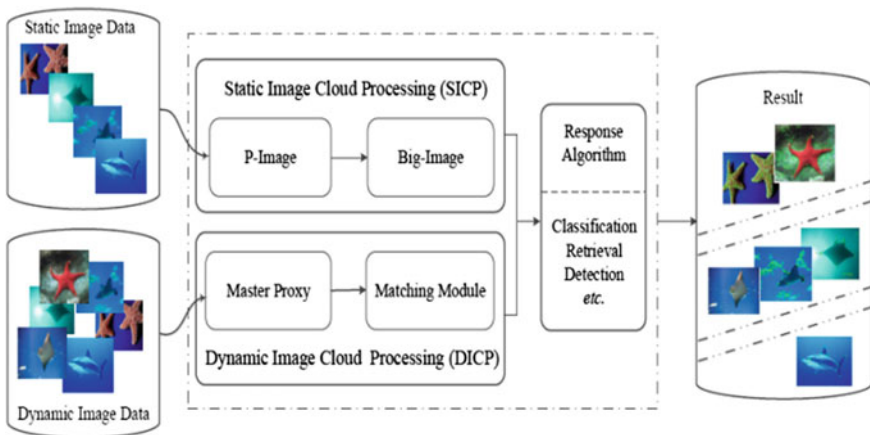 Static Image Data
Static Image Cloud Processing (SICP)
P-Image
Big-Image
Master Proxy
Matching Module
Dynamic Image Cloud Processing (DICP)
Dynamic Image Data
Response
Algorithm
Classification
Retrieval
Detection
etc.
Result